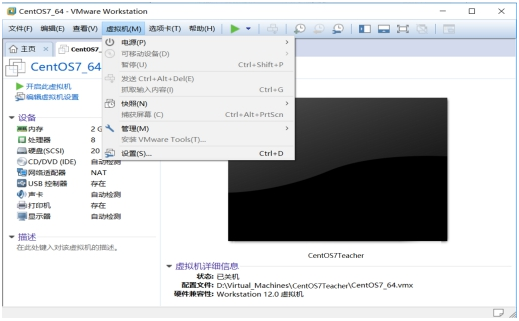 CentOS7_64 - VMware Workstation
文件(F) 编辑(E) 查看(V) 虚拟机(M) 选项卡(T) 帮助(H)
主页 CentOS7_
电源(P)
可移动设备(D)
暂停(U) Ctrl+Shift+P
发送 Ctrl+Alt+Del(E)
抓取输入内容(I) Ctrl+G
快照(N)
捕获屏幕 (C) Ctrl+Alt+PrtScn
管理(M)
安装 VMware Tools(T)...
设置(S)... Ctrl+D
CentOS7_64
开启此虚拟机
编辑虚拟机设置
设备
内存 2 G
处理器 8
硬盘(SCSI) 20
CD/DVD (IDE) 自动检测
网络适配器 NAT
USB 控制器 存在
声卡 自动检测
打印机 存在
显示器 自动检测
描述
在此处键入对该虚拟机的描述。
CentOS7Teacher
虚拟机详细信息
状态: 已关机
配置文件: D:\Virtual_Machines\CentOS7Teacher\CentOS7_64.vmx
硬件兼容性: Workstation 12.0 虚拟机